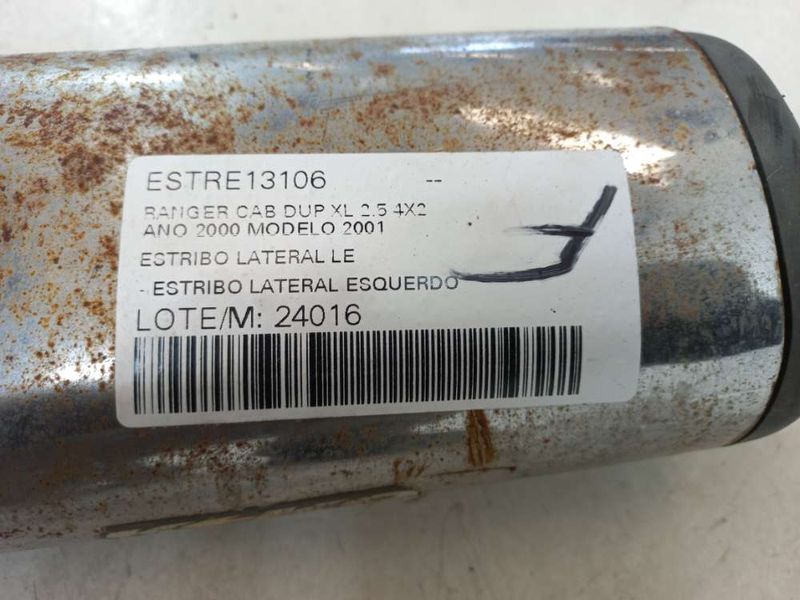 ESTRE13106 --
RANGER CAB DUP XL 2.5 4X2
ANO 2000 MODELO 2001
ESTRIBO LATERAL LE
- ESTRIBO LATERAL ESQUERDO
LOTE/M: 24016